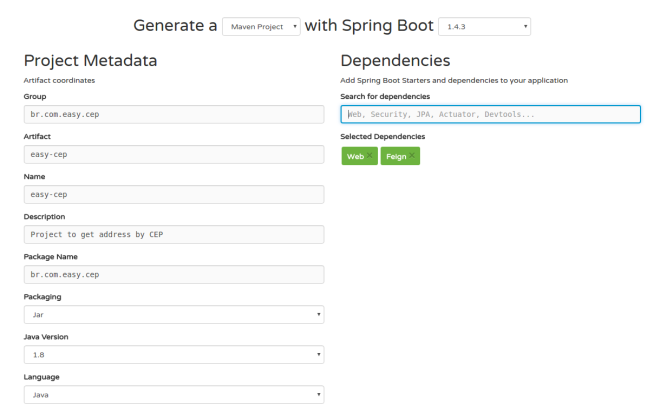 Generate a Maven Project with Spring Boot 1.4.3
Project Metadata
Artifact coordinates
Group
br.com.easy.cep
Artifact
easy-cep
Name
easy-cep
Description
Project to get address by CEP
Package Name
br.com.easy.cep
Packaging
Jar
Java Version
1.8
Language
Java
Dependencies
Add Spring Boot Starters and dependencies to your application
Search for dependencies
Web, Security, JPA, Actuator, Devtools...
Selected Dependencies
Web × Feign ×